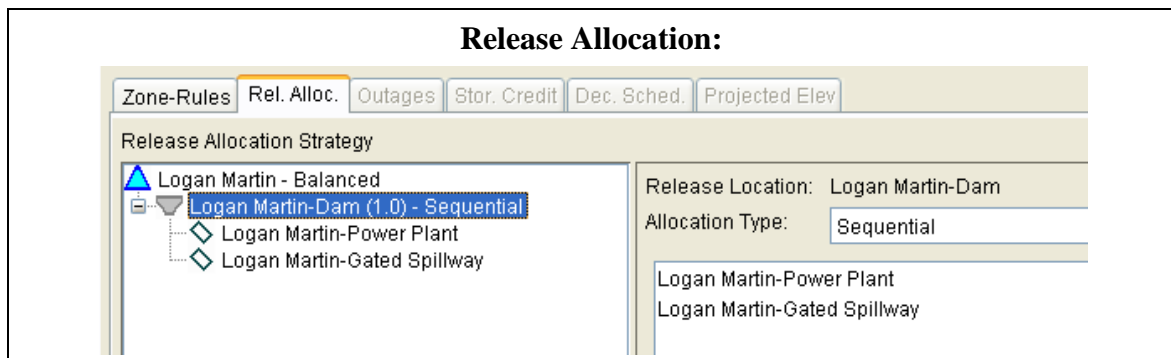 Release Allocation:
Zone-Rules Rel. Alloc. Outages Stor. Credit Dec. Sched. Projected Elev
Release Allocation Strategy
Logan Martin - Balanced
Logan Martin-Dam (1.0) - Sequential
Logan Martin-Power Plant
Logan Martin-Gated Spillway
Release Location: Logan Martin-Dam
Allocation Type: Sequential
Logan Martin-Power Plant
Logan Martin-Gated Spillway